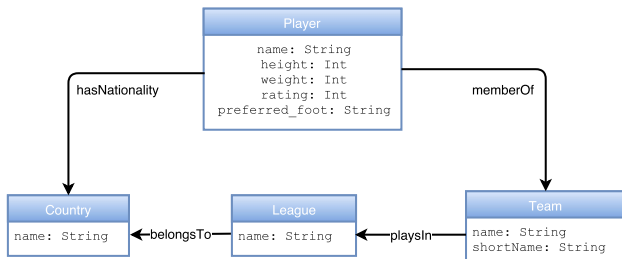 Player
name: String
height: Int
weight: Int
rating: Int
preferred_foot: String
hasNationality
memberOf
Country
name: String
belongsTo
League
name: String
playsIn
Team
name: String
shortName: String